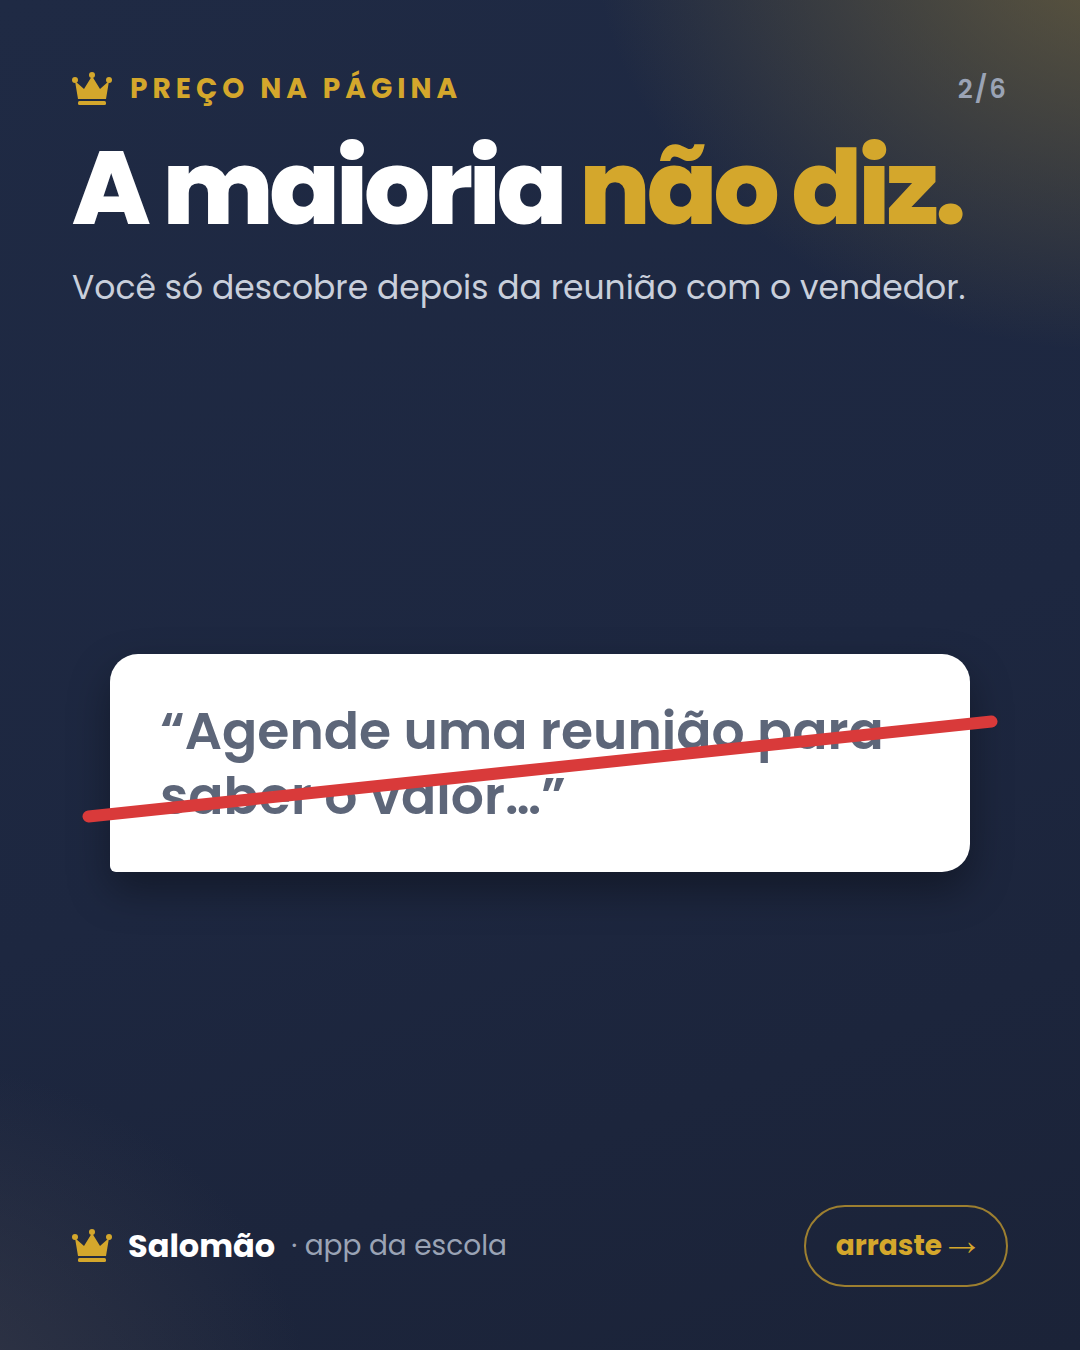 PREÇO NA PÁGINA
2/6
A maioria não diz.
Você só descobre depois da reunião com o vendedor.
“Agende uma reunião para
saber o valor...”
Salomão · app da escola
arraste →